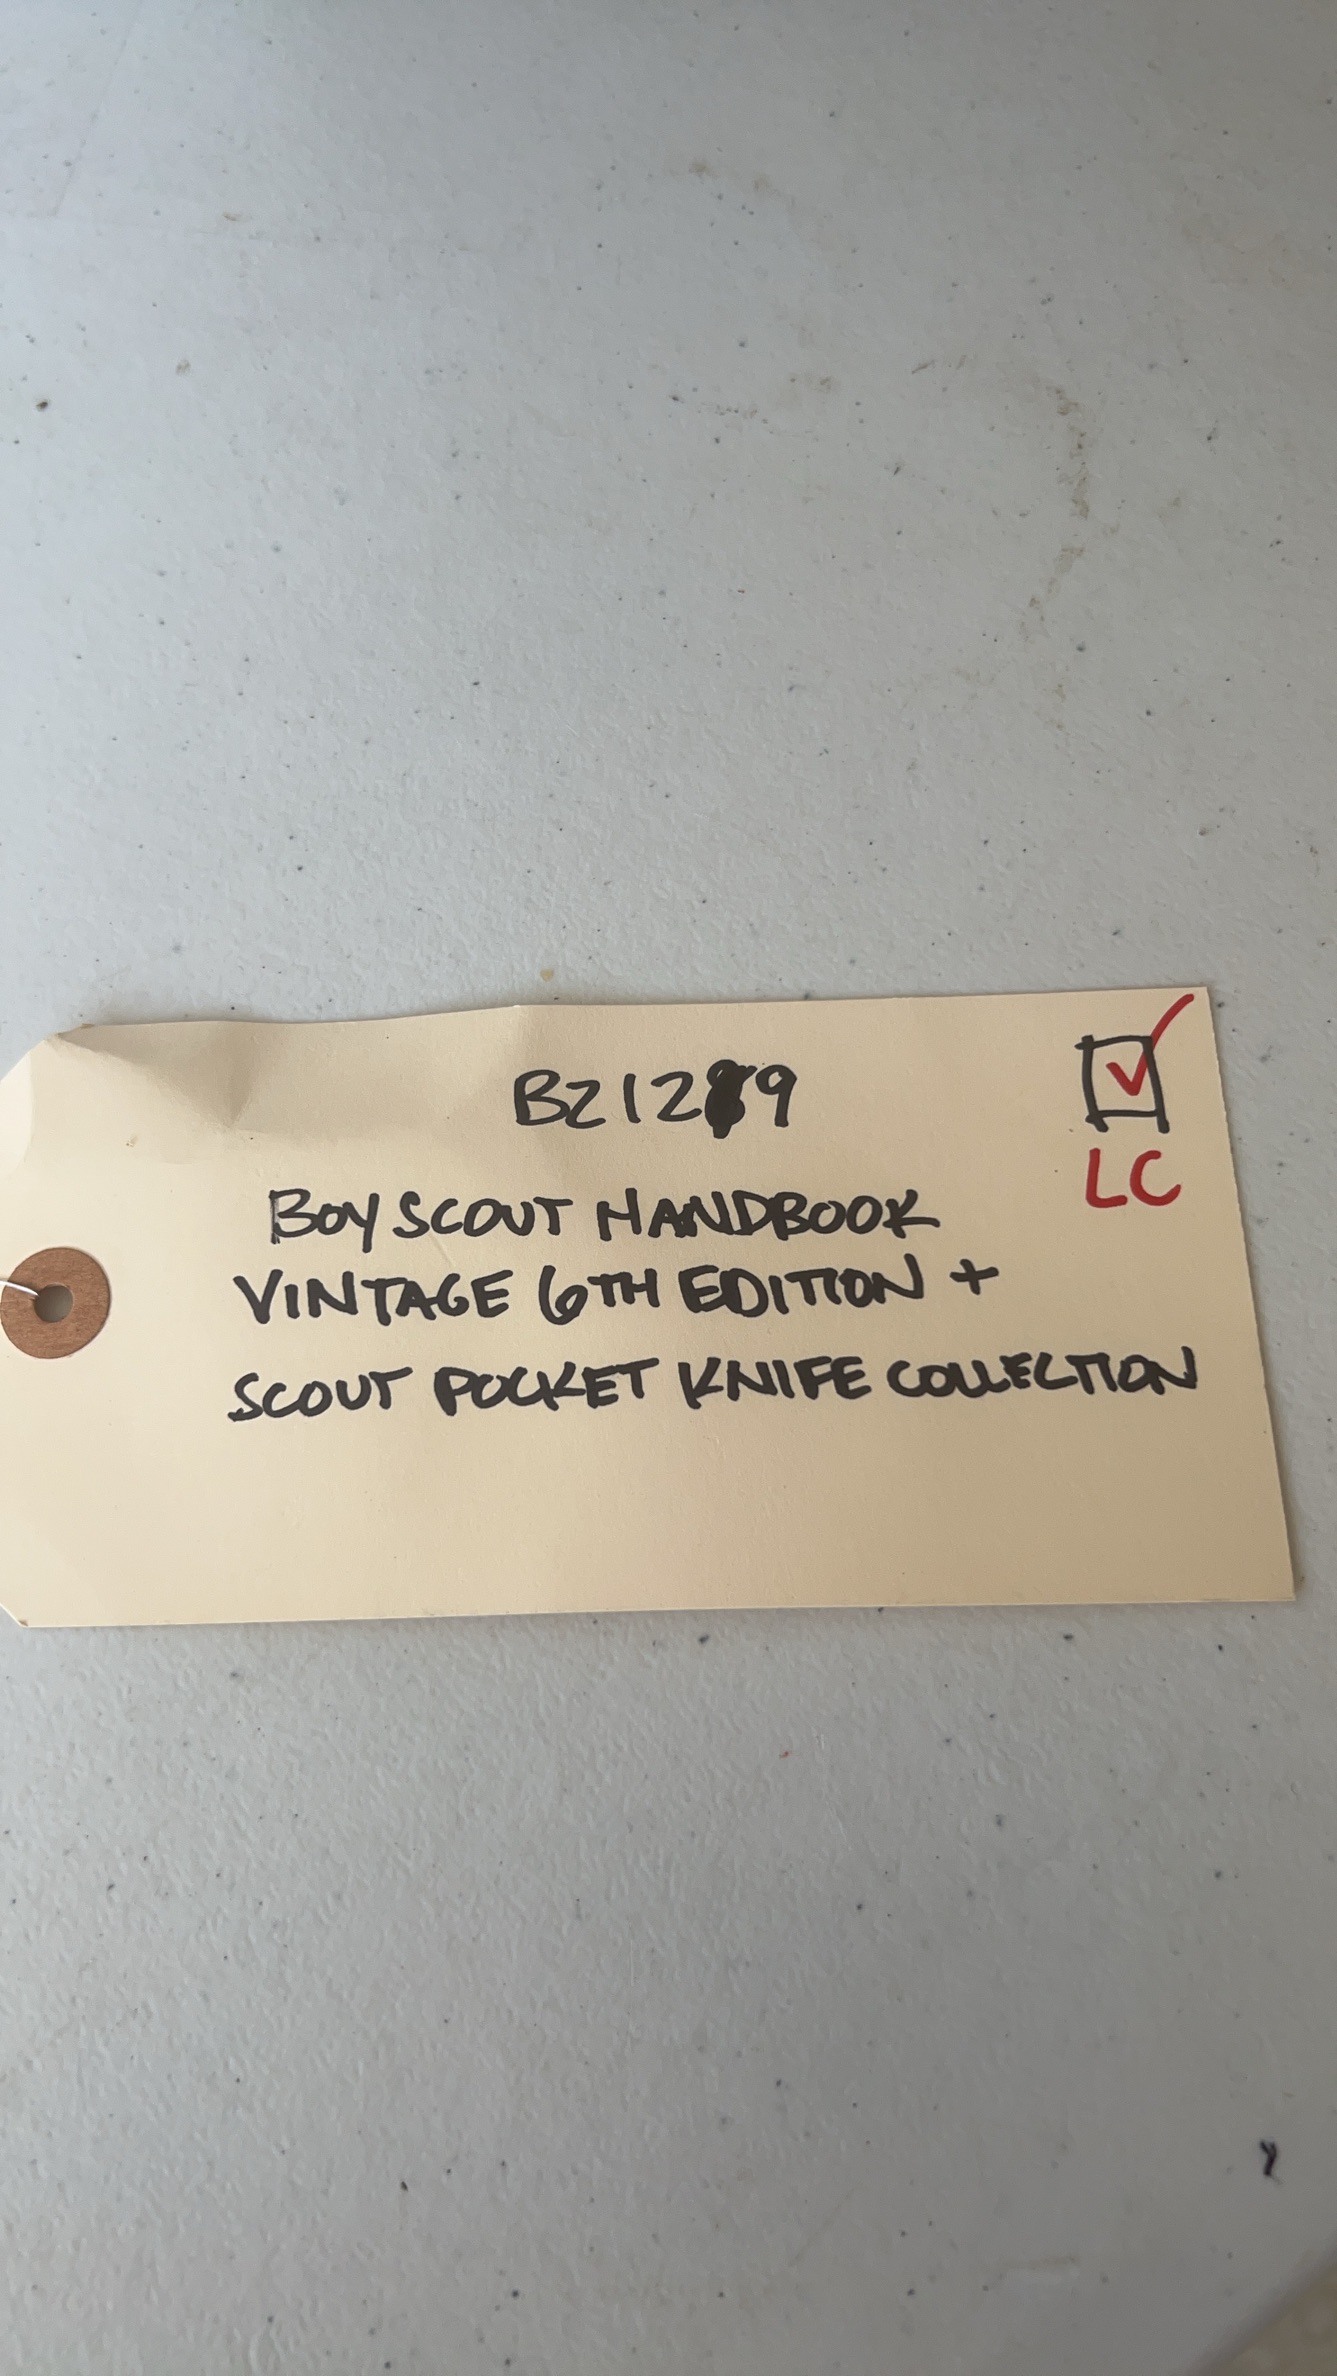 BOY SCOUT HANDBOOK
VINTAGE 6TH EDITION +
SCOUT POCKET KNIFE COLLECTION
LC